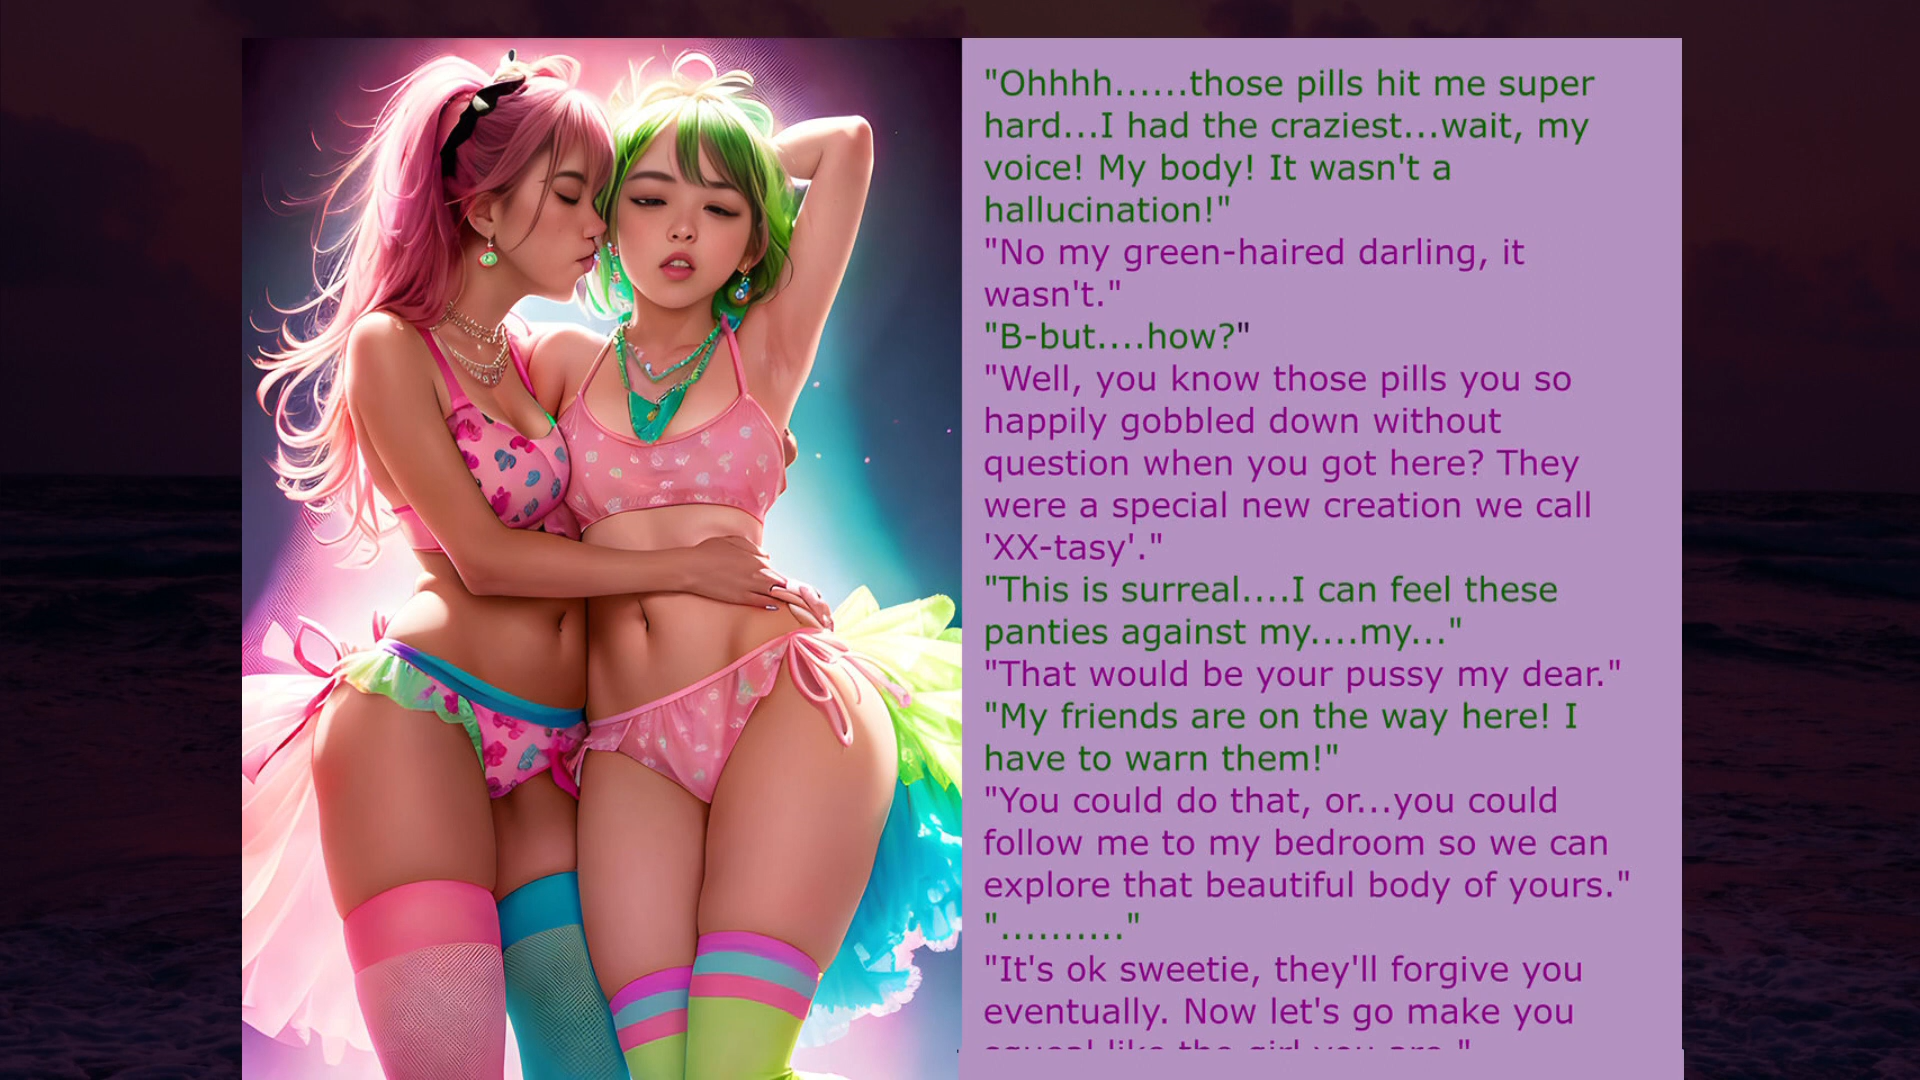 "Ohhhh......those pills hit me super
hard...I had the craziest...wait, my
voice! My body! It wasn't a
hallucination!"
"No my green-haired darling, it
wasn't."
"B-but....how?"
"Well, you know those pills you so
happily gobbled down without
question when you got here? They
were a special new creation we call
'XX-tasy'."
"This is surreal....I can feel these
panties against my....my..."
"That would be your pussy my dear."
"My friends are on the way here! I
have to warn them!"
"You could do that, or...you could
follow me to my bedroom so we can
explore that beautiful body of yours."
".........."
"It's ok sweetie, they'll forgive you
eventually. Now let's go make you
squeal like the girl you are."